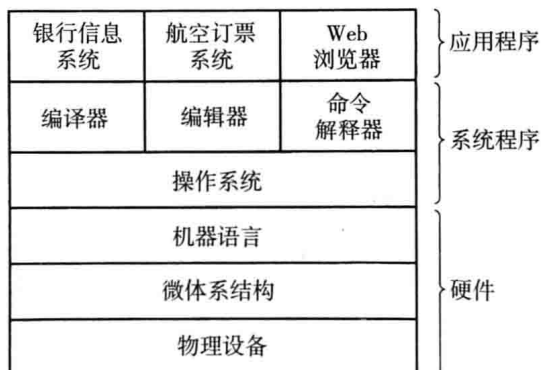 银行信息
系统
航空订票
系统
Web
浏览器
应用程序
编译器
编辑器
命令
解释器
系统程序
操作系统
机器语言
微体系结构
硬件
物理设备